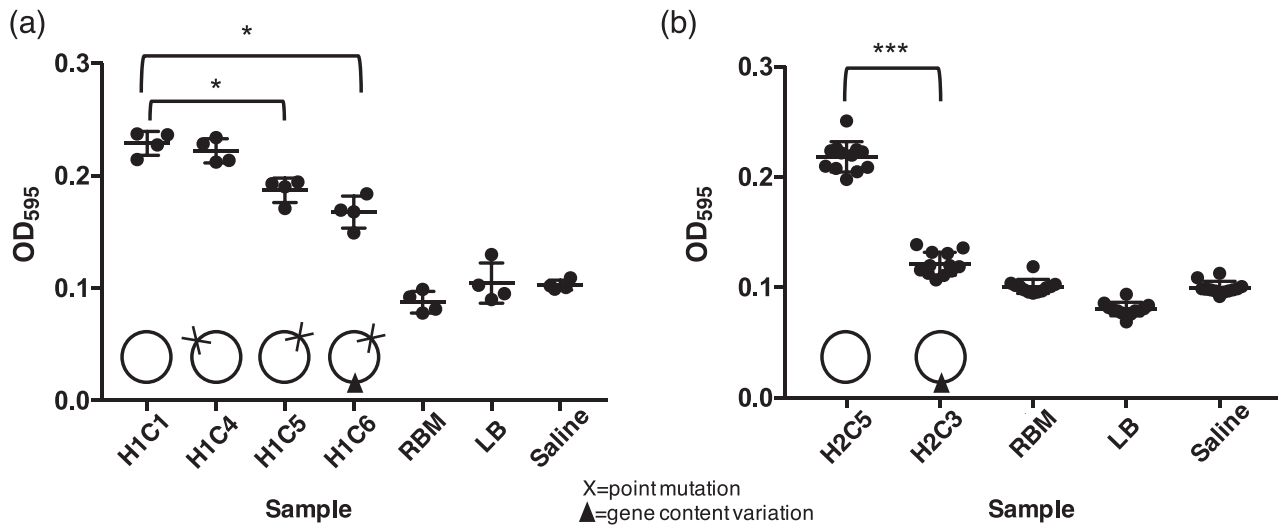 (a)
*
*
0.3
0.2
0.1
0.0
OD595
H1C1
H1C4
H1C5
H1C6
RBM
LB
Saline
Sample
(b)
***
0.3
0.2
0.1
0.0
OD595
H2C5
H2C3
RBM
LB
Saline
Sample
X=point mutation
▲=gene content variation